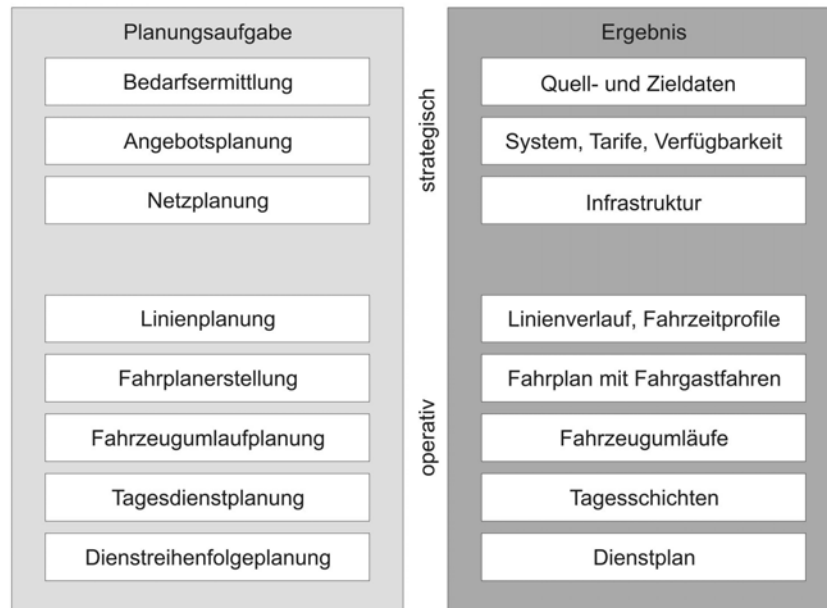 Planungsaufgabe
Bedarfsermittlung
Angebotsplanung
Netzplanung
Linienplanung
Fahrplanerstellung
Fahrzeugumlaufplanung
Tagesdienstplanung
Dienstreihenfolgeplanung
strategisch
operativ
Ergebnis
Quell- und Zieldaten
System, Tarife, Verfügbarkeit
Infrastruktur
Linienverlauf, Fahrzeitprofile
Fahrplan mit Fahrgastfahren
Fahrzeugumläufe
Tagesschichten
Dienstplan